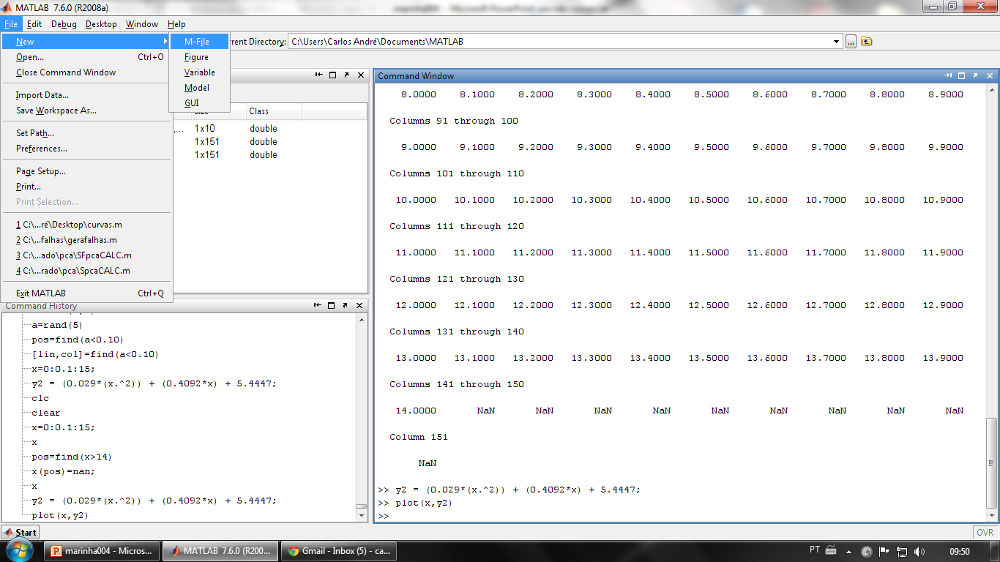 MATLAB 7.6.0 (R2008a)
File Edit Debug Desktop Window Help
New
Open... Ctrl+O
Close Command Window
Import Data...
Save Workspace As...
Set Path...
Preferences...
Page Setup...
Print...
Print Selection...
1 C:\...ré\Desktop\curvas.m
2 C:\...falhas\gerafalhas.m
3 C:\...ado\pca\SFpcaCALC.m
4 C:\...rado\pca\SpcaCALC.m
Exit MATLAB Ctrl+Q
M-File
Figure
Variable
Model
GUI
rrent Directory: C:\Users\Carlos André\Documents\MATLAB ...
Size Class
,... 1x10 double
1x151 double
1x151 double
Command History
a=rand(5)
pos=find(a<0.10)
[lin,col]=find(a<0.10)
x=0:0.1:15;
y2 = (0.029*(x.^2)) + (0.4092*x) + 5.4447;
clc
clear
x=0:0.1:15;
x
pos=find(x>14)
x(pos)=nan;
x
y2 = (0.029*(x.^2)) + (0.4092*x) + 5.4447;
plot(x,y2)
Command Window
8.0000 8.1000 8.2000 8.3000 8.4000 8.5000 8.6000 8.7000 8.8000 8.9000
Columns 91 through 100
9.0000 9.1000 9.2000 9.3000 9.4000 9.5000 9.6000 9.7000 9.8000 9.9000
Columns 101 through 110
10.0000 10.1000 10.2000 10.3000 10.4000 10.5000 10.6000 10.7000 10.8000 10.9000
Columns 111 through 120
11.0000 11.1000 11.2000 11.3000 11.4000 11.5000 11.6000 11.7000 11.8000 11.9000
Columns 121 through 130
12.0000 12.1000 12.2000 12.3000 12.4000 12.5000 12.6000 12.7000 12.8000 12.9000
Columns 131 through 140
13.0000 13.1000 13.2000 13.3000 13.4000 13.5000 13.6000 13.7000 13.8000 13.9000
Columns 141 through 150
14.0000 NaN NaN NaN NaN NaN NaN NaN NaN NaN
Column 151
NaN
>> y2 = (0.029*(x.^2)) + (0.4092*x) + 5.4447;
>> plot(x,y2)
>>
Start OVR
marinha004 - Micros... MATLAB 7.6.0 (R200... Gmail - Inbox (5) - ca... PT 09:50